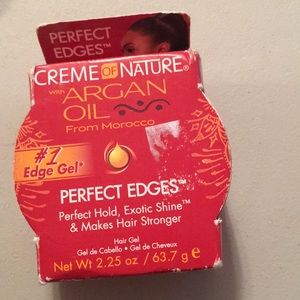 PERFECT
EDGES™
CREME OF NATURE®
with ARGAN
OIL
From Morocco
#1
Edge Gel*
PERFECT EDGES™
Perfect Hold, Exotic Shine™
& Makes Hair Stronger
Hair Gel
Gel de Cabello • Gel de Cheveux
Net Wt 2.25 oz / 63.7 g e